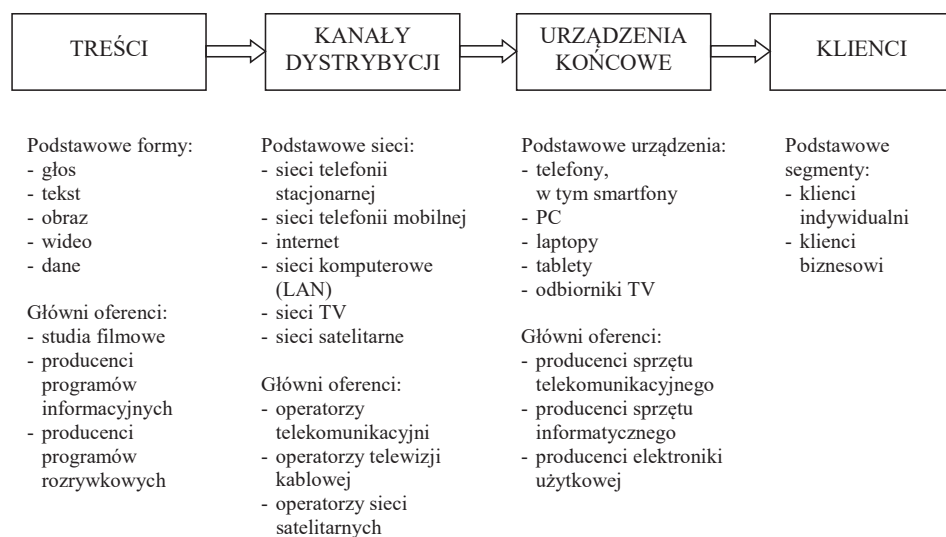 TREŚCI
KANAŁY
DYSTRYBYCJI
URZĄDZENIA
KOŃCOWE
KLIENCI
Podstawowe formy:
- głos
- tekst
- obraz
- wideo
- dane
Główni oferenci:
- studia filmowe
- producenci
programów
informacyjnych
- producenci
programów
rozrywkowych
Podstawowe sieci:
- sieci telefonii
stacjonarnej
- sieci telefonii mobilnej
- internet
- sieci komputerowe
(LAN)
- sieci TV
- sieci satelitarne
Główni oferenci:
- operatorzy
telekomunikacyjni
- operatorzy telewizji
kablowej
- operatorzy sieci
satelitarnych
Podstawowe urządzenia:
- telefony,
w tym smartfony
- PC
- laptopy
- tablety
- odbiorniki TV
Główni oferenci:
- producenci sprzętu
telekomunikacyjnego
- producenci sprzętu
informatycznego
- producenci elektroniki
użytkowej
Podstawowe
segmenty:
- klienci
indywidualni
- klienci
biznesowi